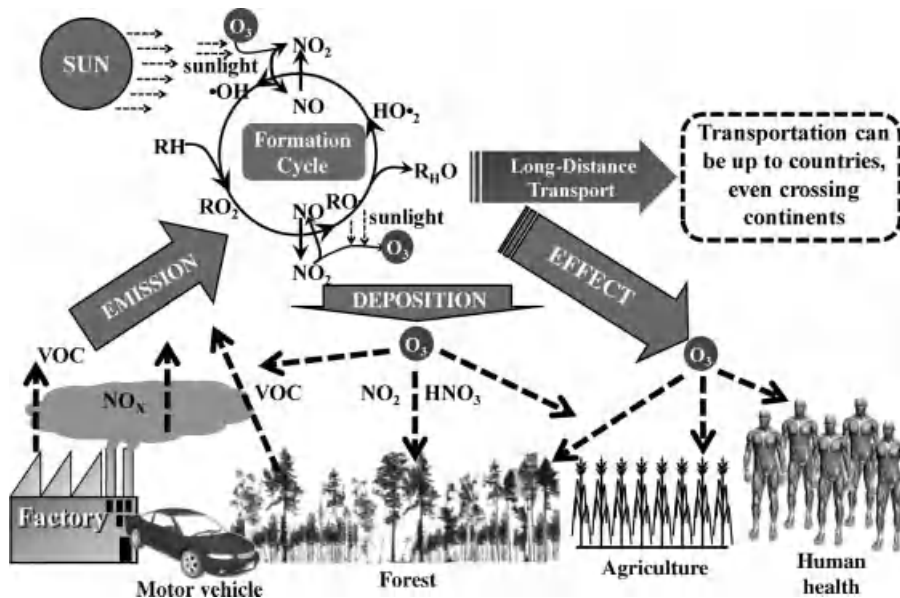 SUN
O₃
NO₂
sunlight
•OH
NO
HO•₂
Formation
Cycle
RH
R_HO
RO₂
NO
RO
sunlight
NO₂
O₃
Long-Distance
Transport
Transportation can
be up to countries,
even crossing
continents
EMISSION
DEPOSITION
EFFECT
O₃
O₃
VOC
NOₓ
VOC
NO₂
HNO₃
Factory
Motor vehicle
Forest
Agriculture
Human
health